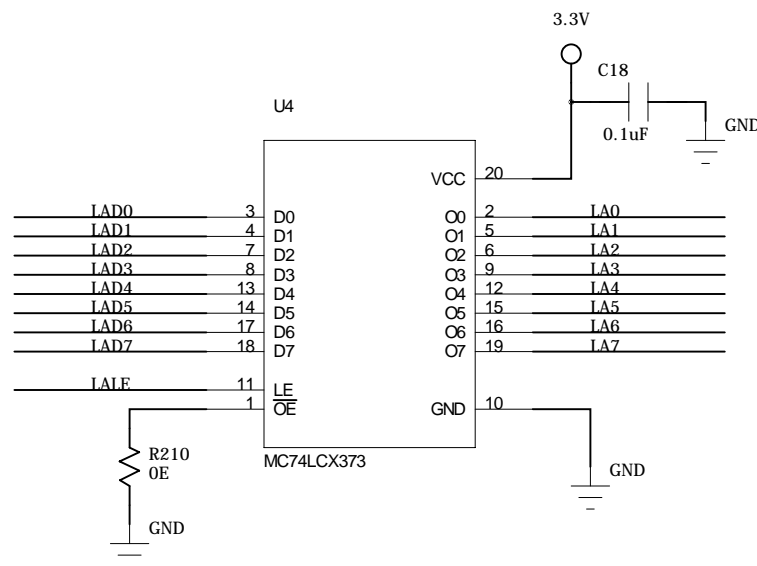 3.3V
C18
0.1uF
GND
U4
VCC 20
LAD0 3 D0 O0 2 LA0
LAD1 4 D1 O1 5 LA1
LAD2 7 D2 O2 6 LA2
LAD3 8 D3 O3 9 LA3
LAD4 13 D4 O4 12 LA4
LAD5 14 D5 O5 15 LA5
LAD6 17 D6 O6 16 LA6
LAD7 18 D7 O7 19 LA7
LALE 11 LE
1 OE GND 10
MC74LCX373
R210
0E
GND
GND